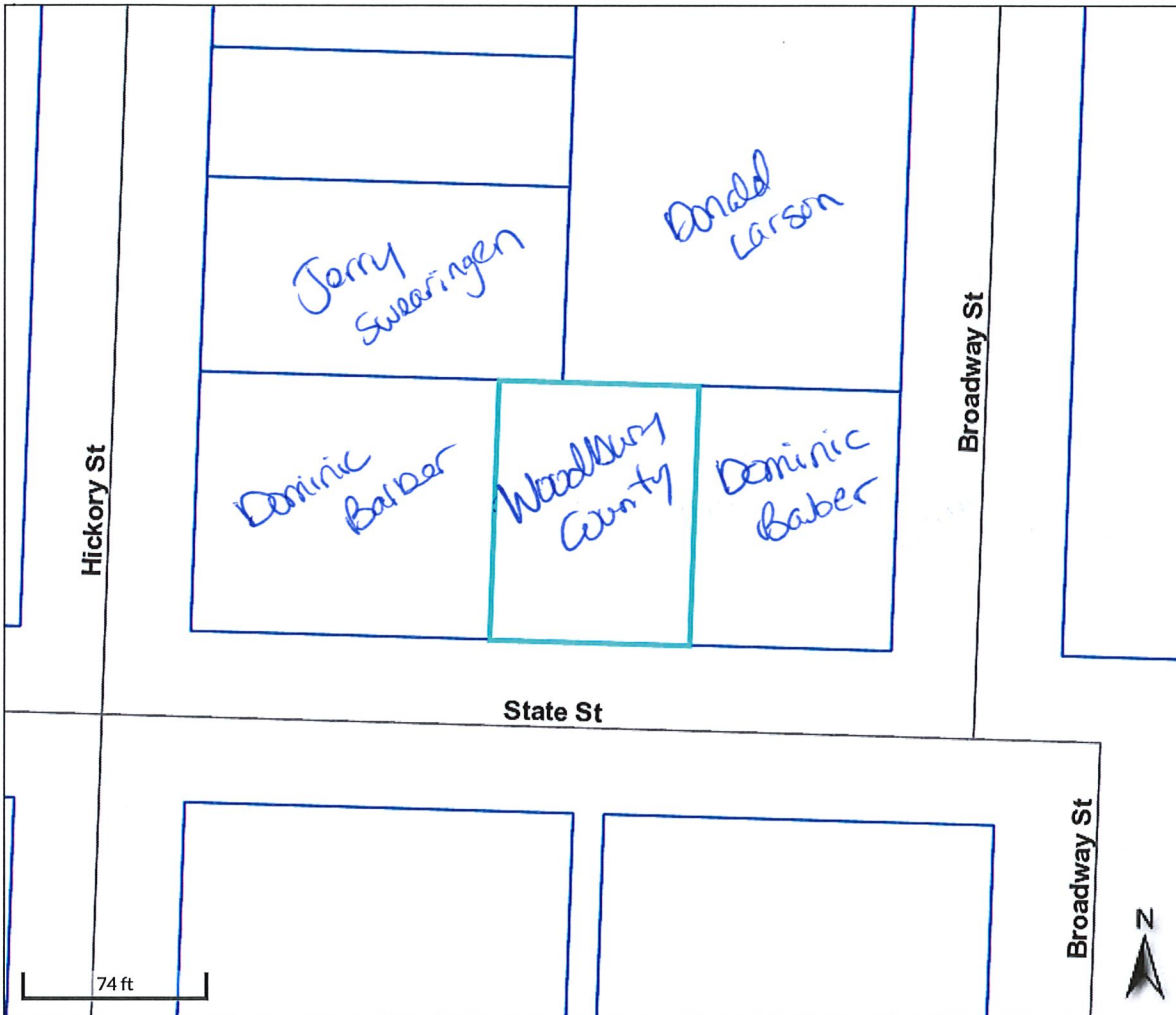 Donald
Larson
Jerry
Swearingen
Broadway St
Hickory St
Dominic
Barber
Woodbury
County
Dominic
Barber
State St
Broadway St
N
74 ft